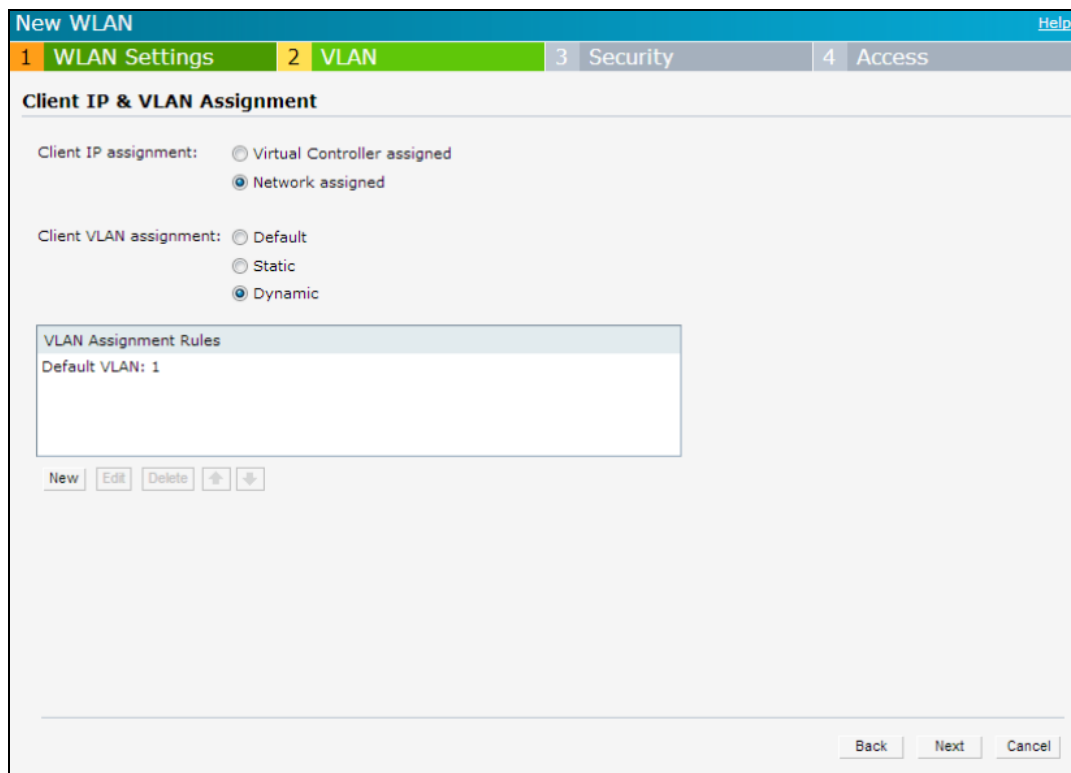 New WLAN Help
1 WLAN Settings 2 VLAN 3 Security 4 Access
Client IP & VLAN Assignment
Client IP assignment: Virtual Controller assigned
Network assigned
Client VLAN assignment: Default
Static
Dynamic
VLAN Assignment Rules
Default VLAN: 1
New Edit Delete
Back Next Cancel